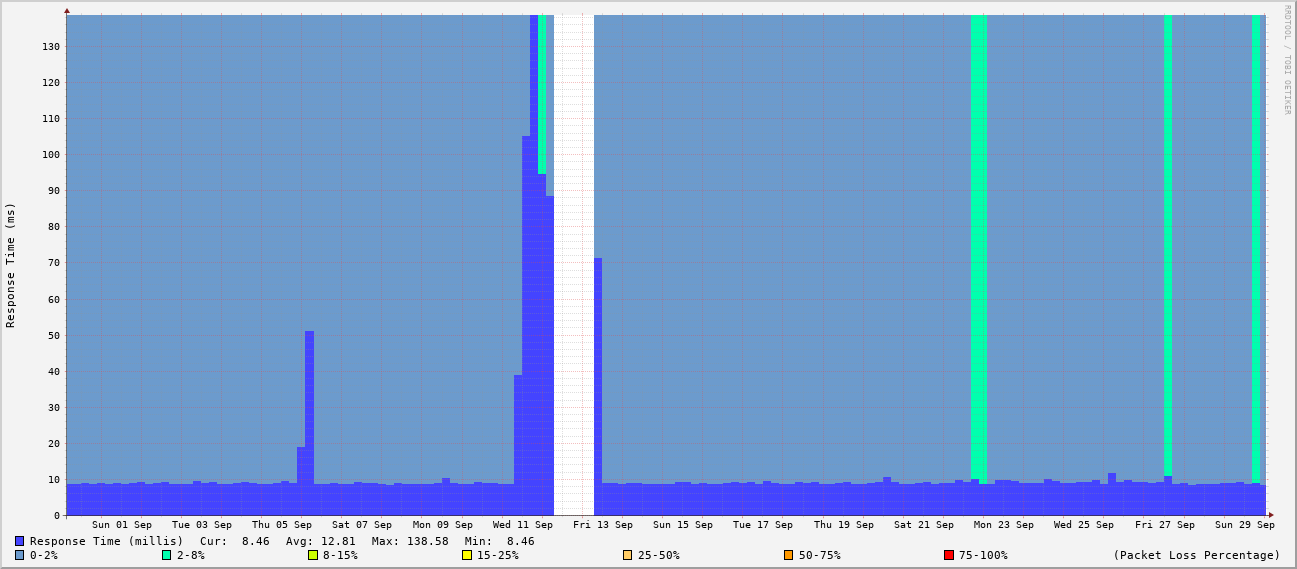 RRDTOOL / TOBI OETIKER
Response Time (ms)
130
120
110
100
90
80
70
60
50
40
30
20
10
0
Sun 01 Sep Tue 03 Sep Thu 05 Sep Sat 07 Sep Mon 09 Sep Wed 11 Sep Fri 13 Sep Sun 15 Sep Tue 17 Sep Thu 19 Sep Sat 21 Sep Mon 23 Sep Wed 25 Sep Fri 27 Sep Sun 29 Sep
Response Time (millis) Cur: 8.46 Avg: 12.81 Max: 138.58 Min: 8.46
0-2% 2-8% 8-15% 15-25% 25-50% 50-75% 75-100% (Packet Loss Percentage)